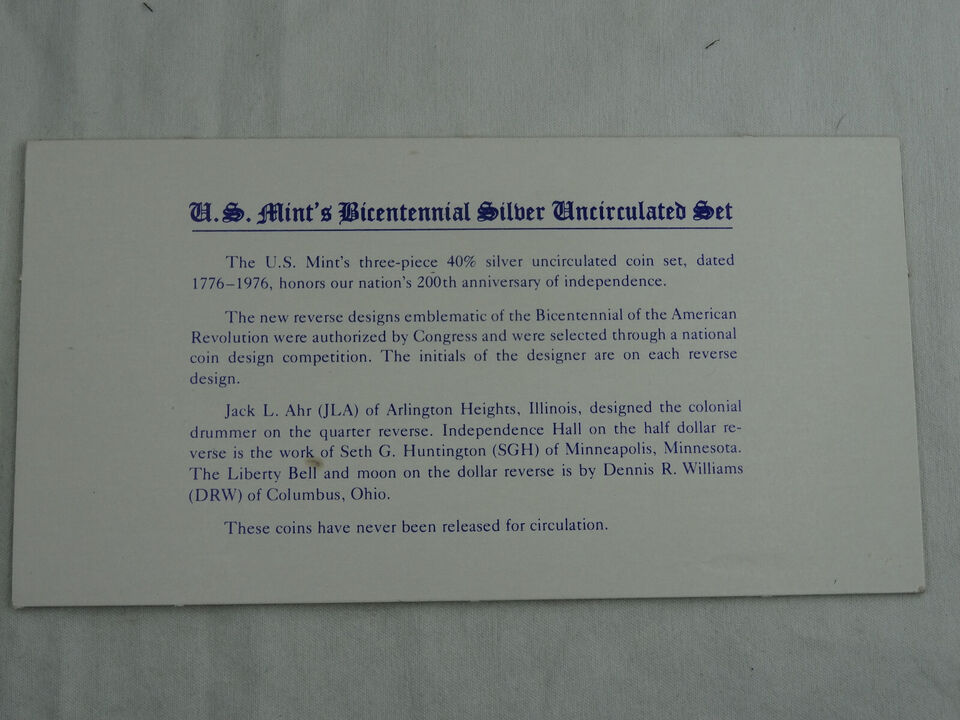 U.S. Mint's Bicentennial Silver Uncirculated Set
The U.S. Mint's three-piece 40% silver uncirculated coin set, dated
1776–1976, honors our nation's 200th anniversary of independence.
The new reverse designs emblematic of the Bicentennial of the American
Revolution were authorized by Congress and were selected through a national
coin design competition. The initials of the designer are on each reverse
design.
Jack L. Ahr (JLA) of Arlington Heights, Illinois, designed the colonial
drummer on the quarter reverse. Independence Hall on the half dollar re-
verse is the work of Seth G. Huntington (SGH) of Minneapolis, Minnesota.
The Liberty Bell and moon on the dollar reverse is by Dennis R. Williams
(DRW) of Columbus, Ohio.
These coins have never been released for circulation.